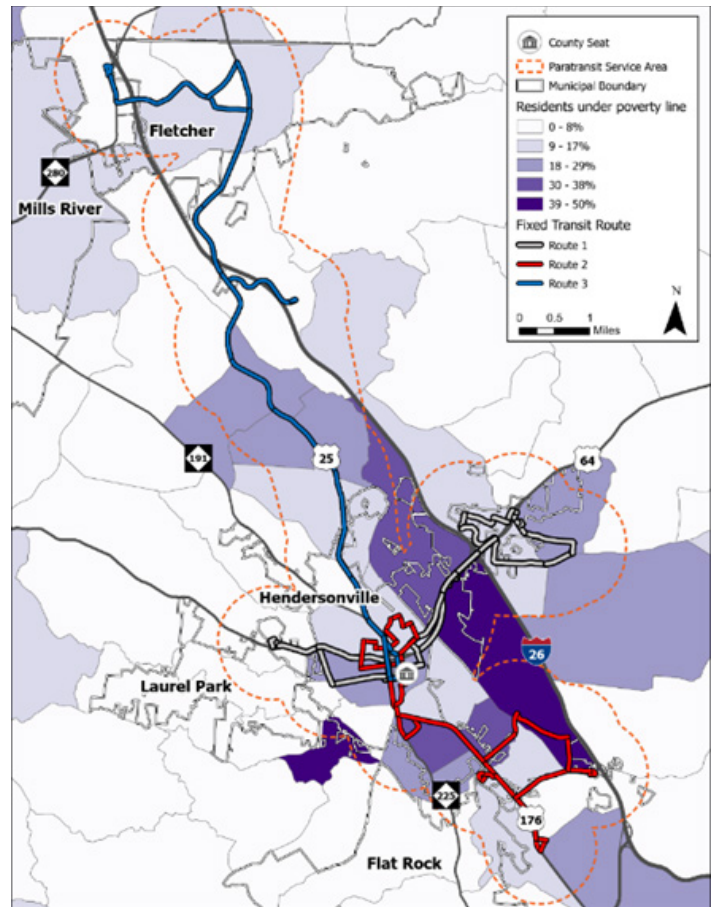 County Seat
Paratransit Service Area
Municipal Boundary
Residents under poverty line
0 - 8%
9 - 17%
18 - 29%
30 - 38%
39 - 50%
Fixed Transit Route
Route 1
Route 2
Route 3
N
0 0.5 1
Miles
Fletcher
280
Mills River
191
25
64
Hendersonville
26
Laurel Park
225
176
Flat Rock